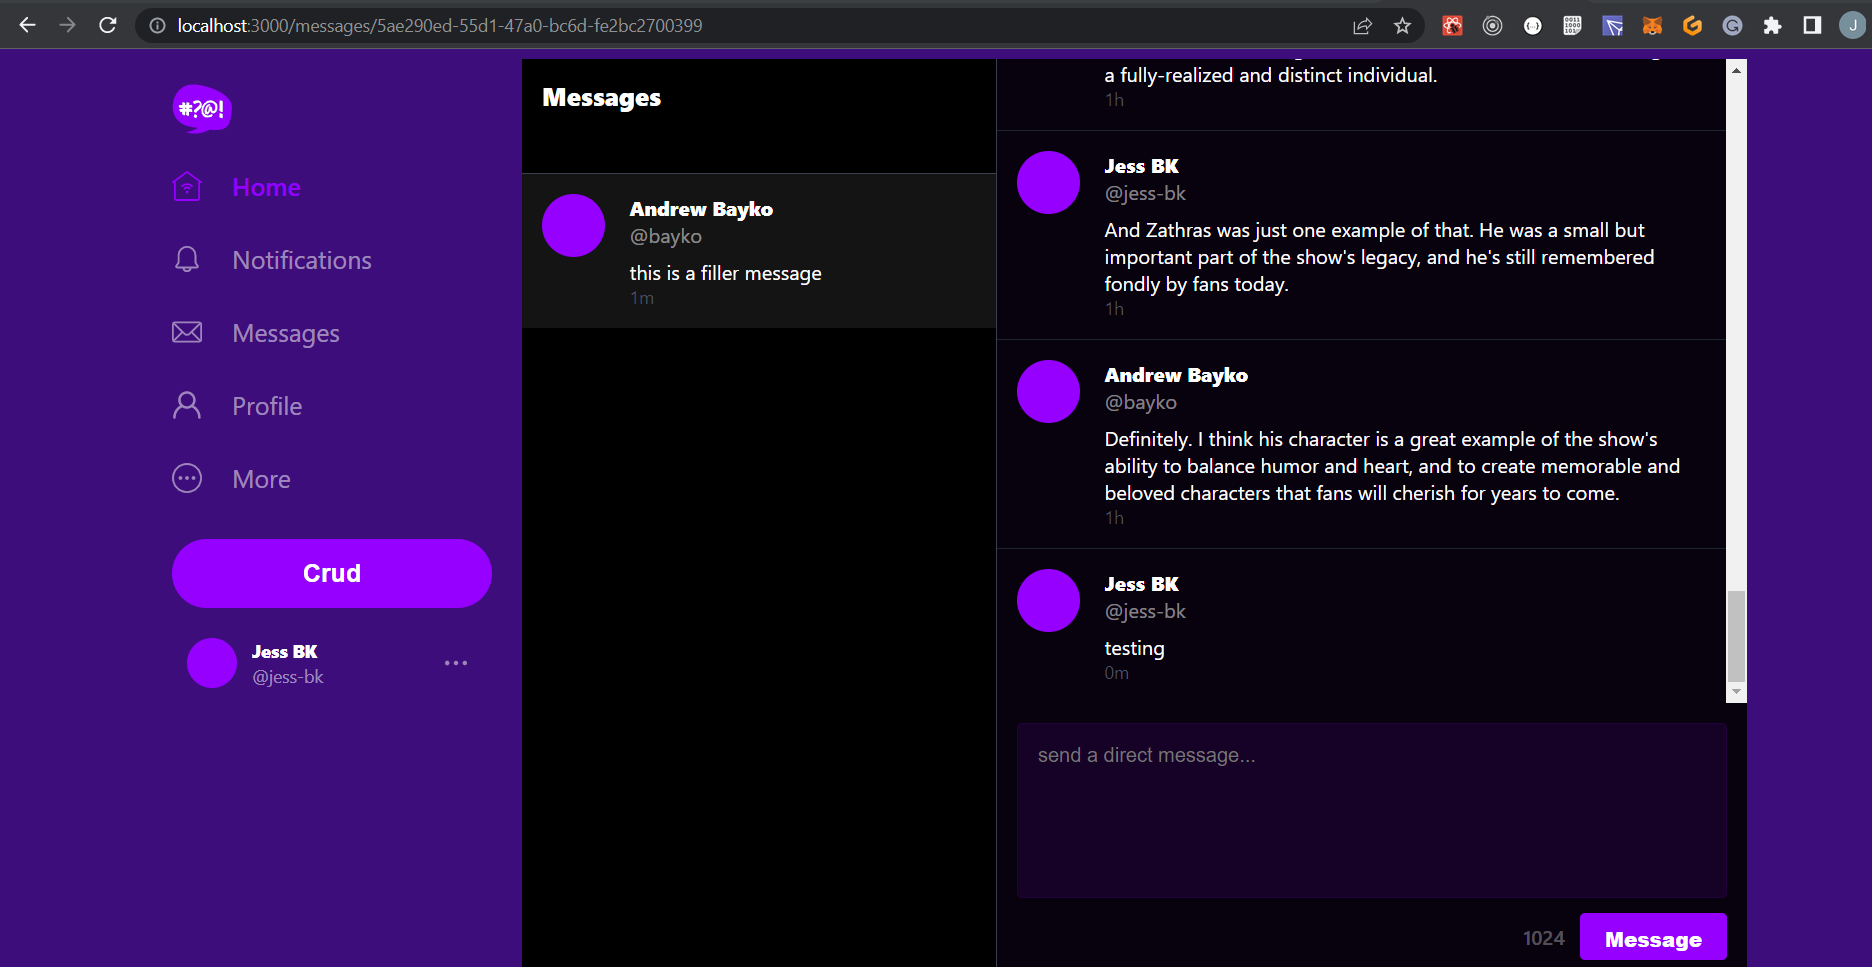 localhost:3000/messages/5ae290ed-55d1-47a0-bc6d-fe2bc2700399
J
#?@!
Home
Notifications
Messages
Profile
More
Crud
Jess BK
@jess-bk
Messages
Andrew Bayko
@bayko
this is a filler message
1m
a fully-realized and distinct individual.
1h
Jess BK
@jess-bk
And Zathras was just one example of that. He was a small but
important part of the show's legacy, and he's still remembered
fondly by fans today.
1h
Andrew Bayko
@bayko
Definitely. I think his character is a great example of the show's
ability to balance humor and heart, and to create memorable and
beloved characters that fans will cherish for years to come.
1h
Jess BK
@jess-bk
testing
0m
send a direct message...
1024
Message